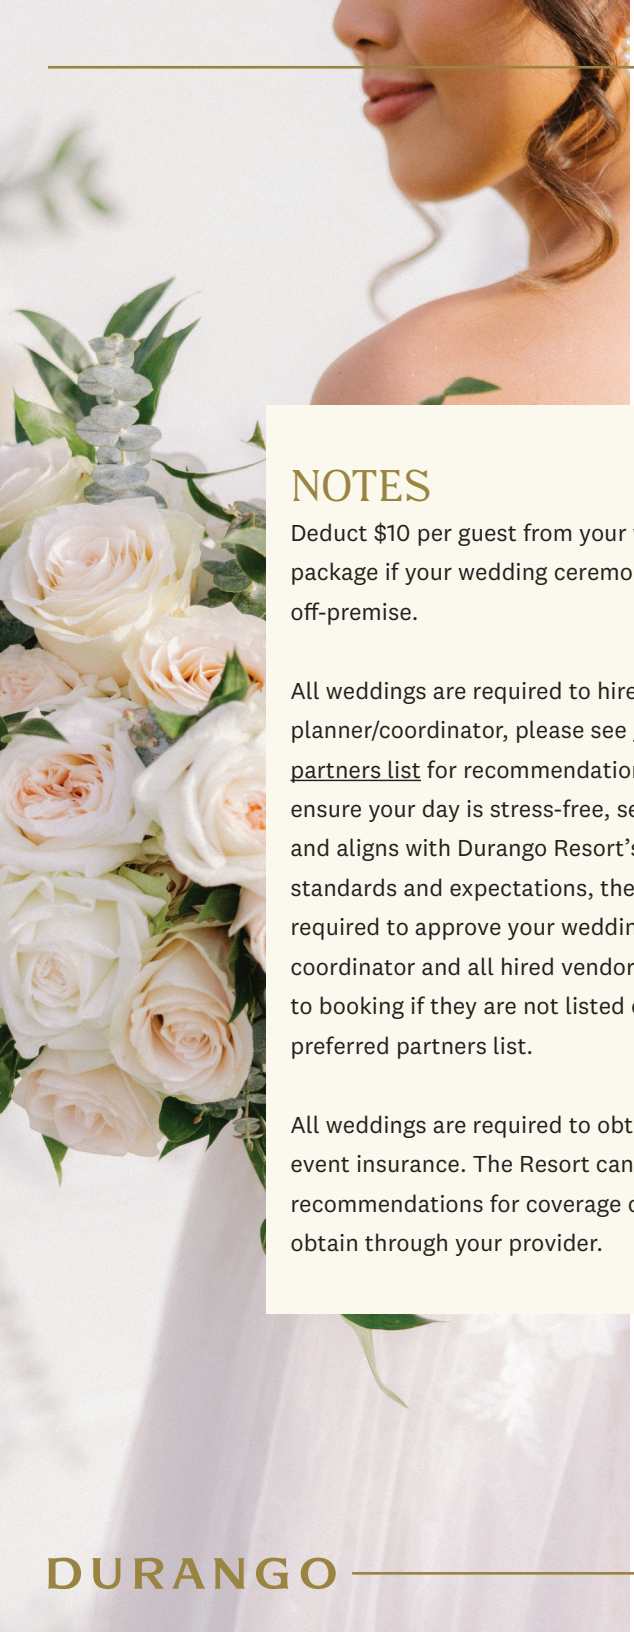 NOTES
Deduct $10 per guest from your
package if your wedding ceremo
off-premise.
All weddings are required to hire
planner/coordinator, please see
partners list for recommendation
ensure your day is stress-free, se
and aligns with Durango Resort's
standards and expectations, the
required to approve your weddin
coordinator and all hired vendor
to booking if they are not listed
preferred partners list.
All weddings are required to obt
event insurance. The Resort can
recommendations for coverage
obtain through your provider.
DURANGO